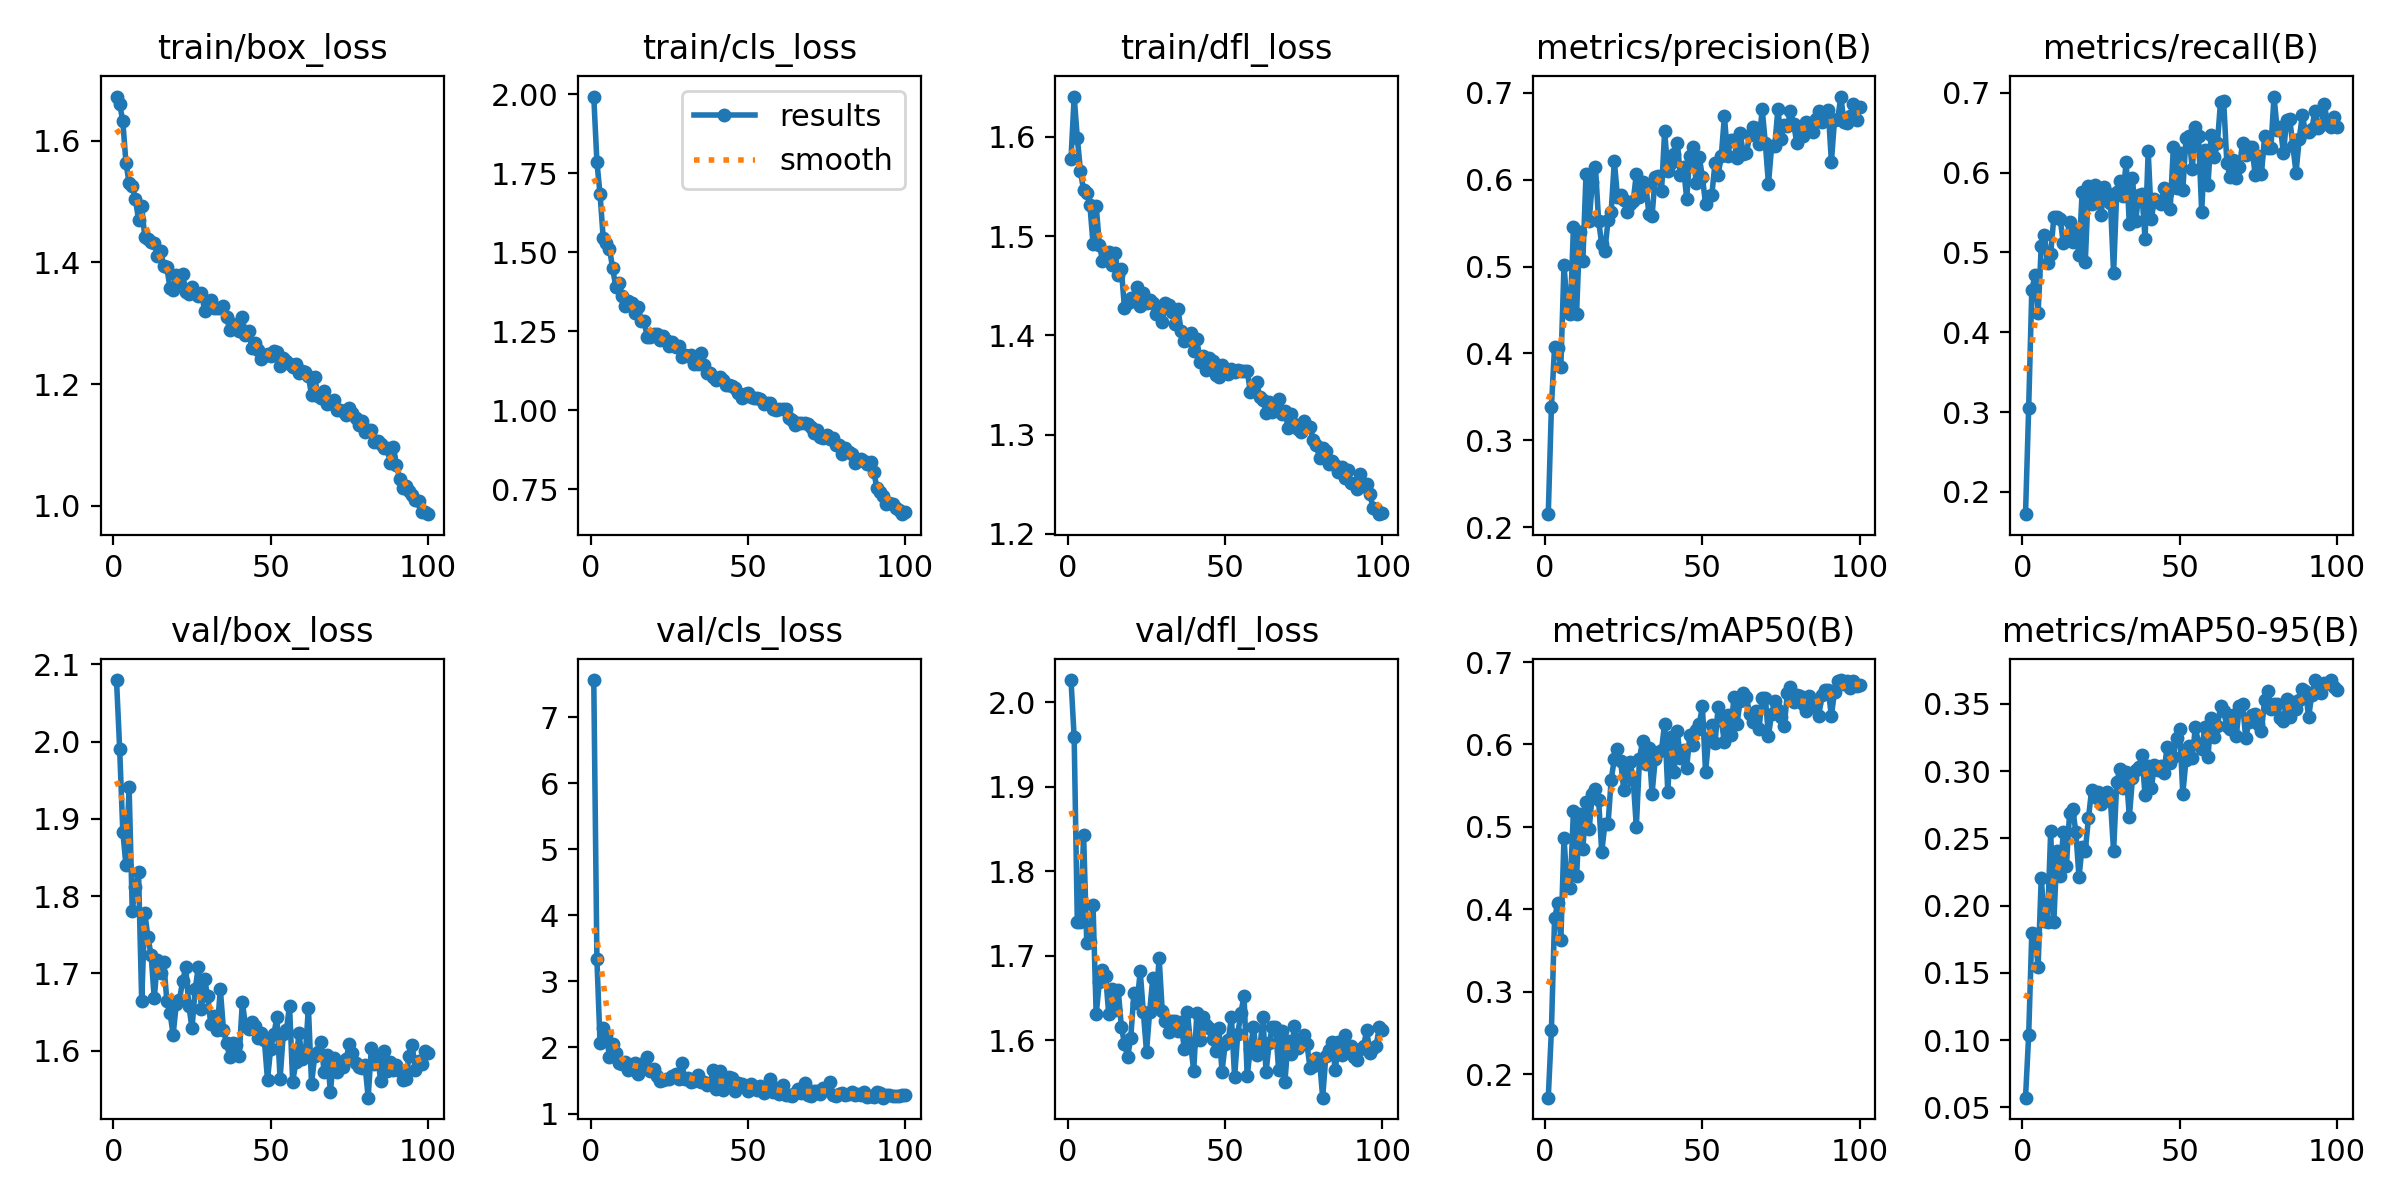 train/box_loss
train/cls_loss
train/dfl_loss
metrics/precision(B)
metrics/recall(B)
1.6
1.4
1.2
1.0
0 50 100
2.00
1.75
1.50
1.25
1.00
0.75
results
smooth
0 50 100
1.6
1.5
1.4
1.3
1.2
0 50 100
0.7
0.6
0.5
0.4
0.3
0.2
0 50 100
0.7
0.6
0.5
0.4
0.3
0.2
0 50 100
val/box_loss
val/cls_loss
val/dfl_loss
metrics/mAP50(B)
metrics/mAP50-95(B)
2.1
2.0
1.9
1.8
1.7
1.6
0 50 100
7
6
5
4
3
2
1
0 50 100
2.0
1.9
1.8
1.7
1.6
0 50 100
0.7
0.6
0.5
0.4
0.3
0.2
0 50 100
0.35
0.30
0.25
0.20
0.15
0.10
0.05
0 50 100